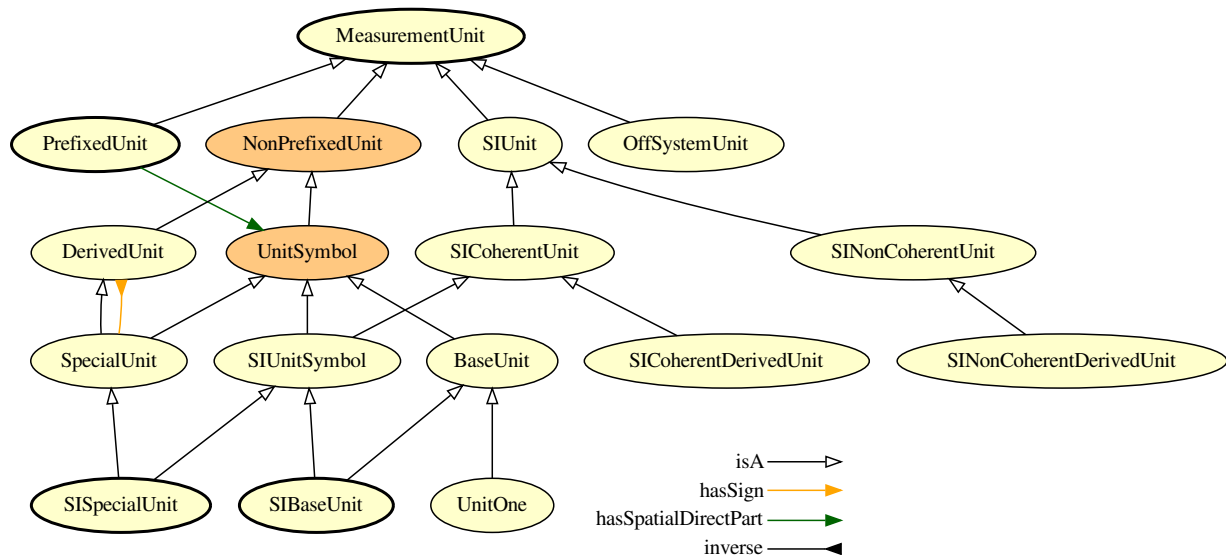 MeasurementUnit
PrefixedUnit
NonPrefixedUnit
SIUnit
OffSystemUnit
DerivedUnit
UnitSymbol
SICoherentUnit
SINonCoherentUnit
SpecialUnit
SIUnitSymbol
BaseUnit
SICoherentDerivedUnit
SINonCoherentDerivedUnit
SISpecialUnit
SIBaseUnit
UnitOne
isA
hasSign
hasSpatialDirectPart
inverse